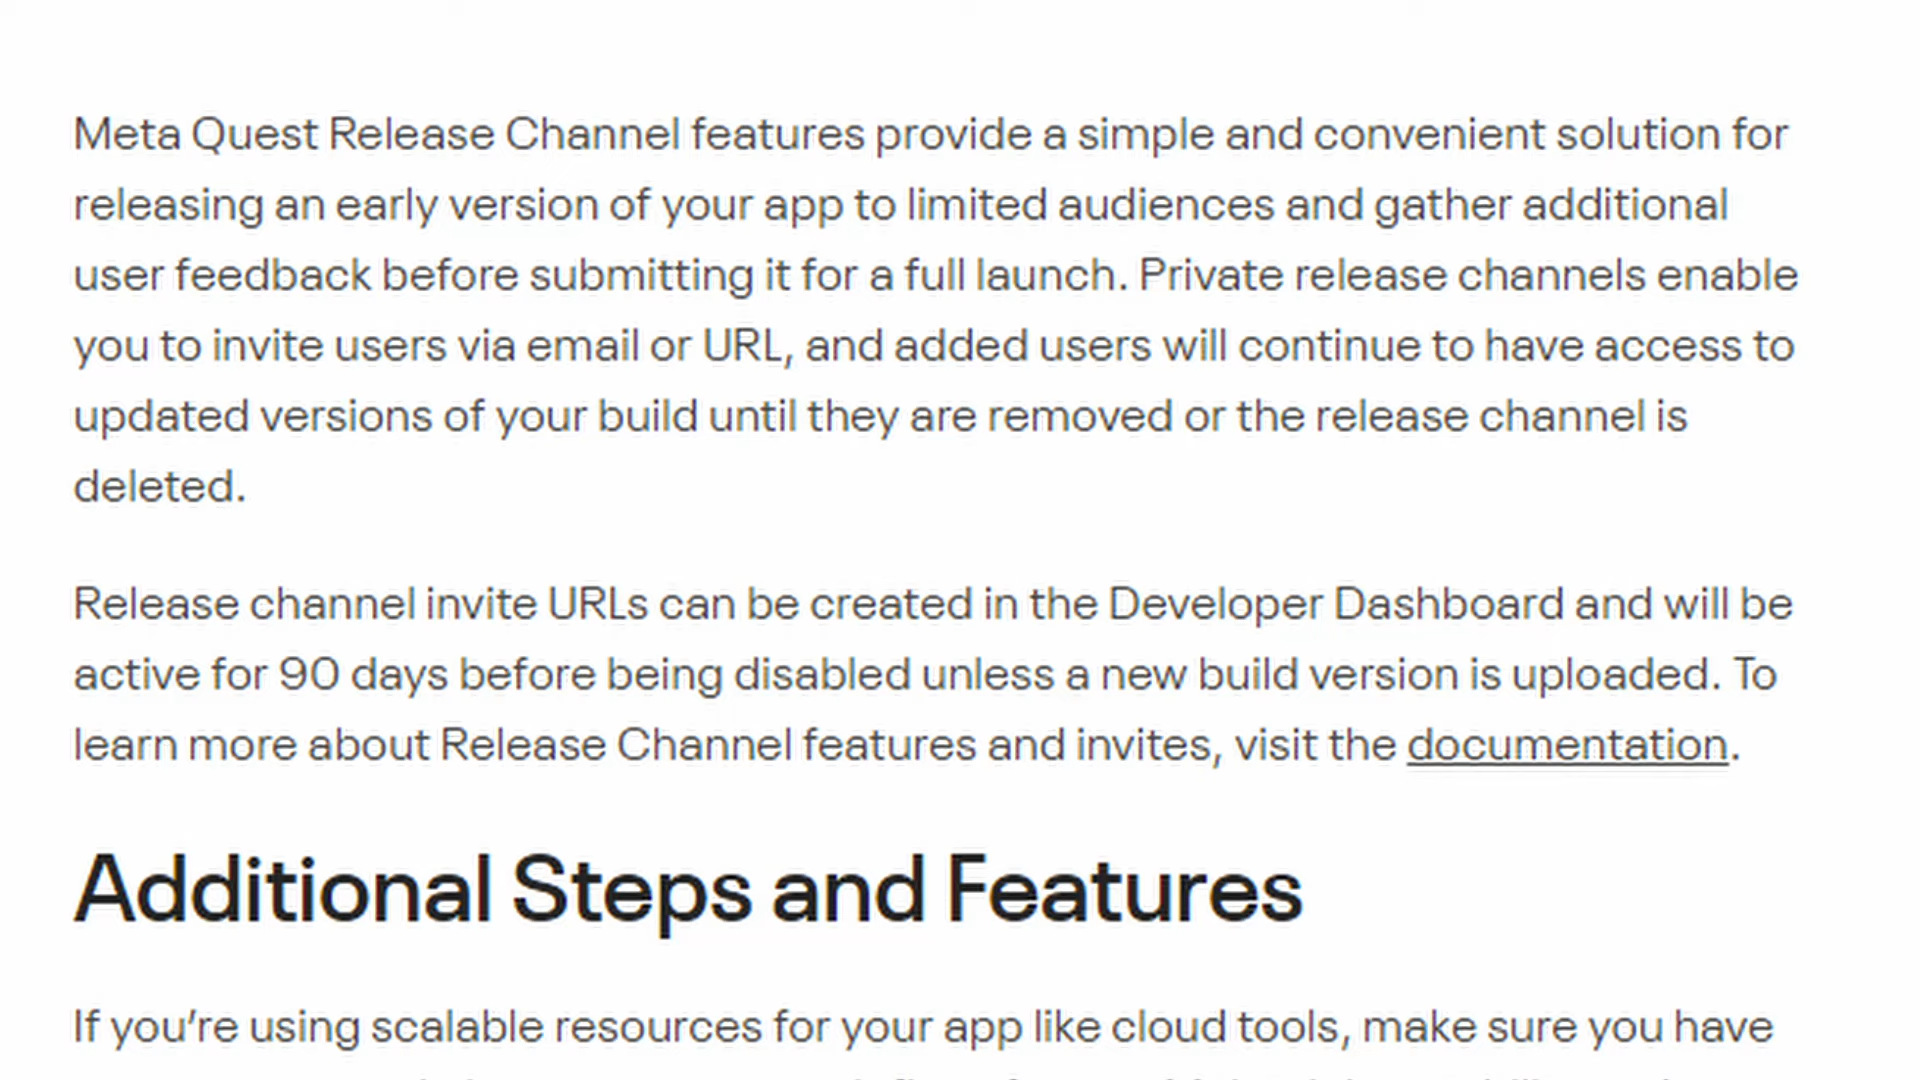 Meta Quest Release Channel features provide a simple and convenient solution for
releasing an early version of your app to limited audiences and gather additional
user feedback before submitting it for a full launch. Private release channels enable
you to invite users via email or URL, and added users will continue to have access to
updated versions of your build until they are removed or the release channel is
deleted.
Release channel invite URLs can be created in the Developer Dashboard and will be
active for 90 days before being disabled unless a new build version is uploaded. To
learn more about Release Channel features and invites, visit the documentation.
Additional Steps and Features
If you’re using scalable resources for your app like cloud tools, make sure you have